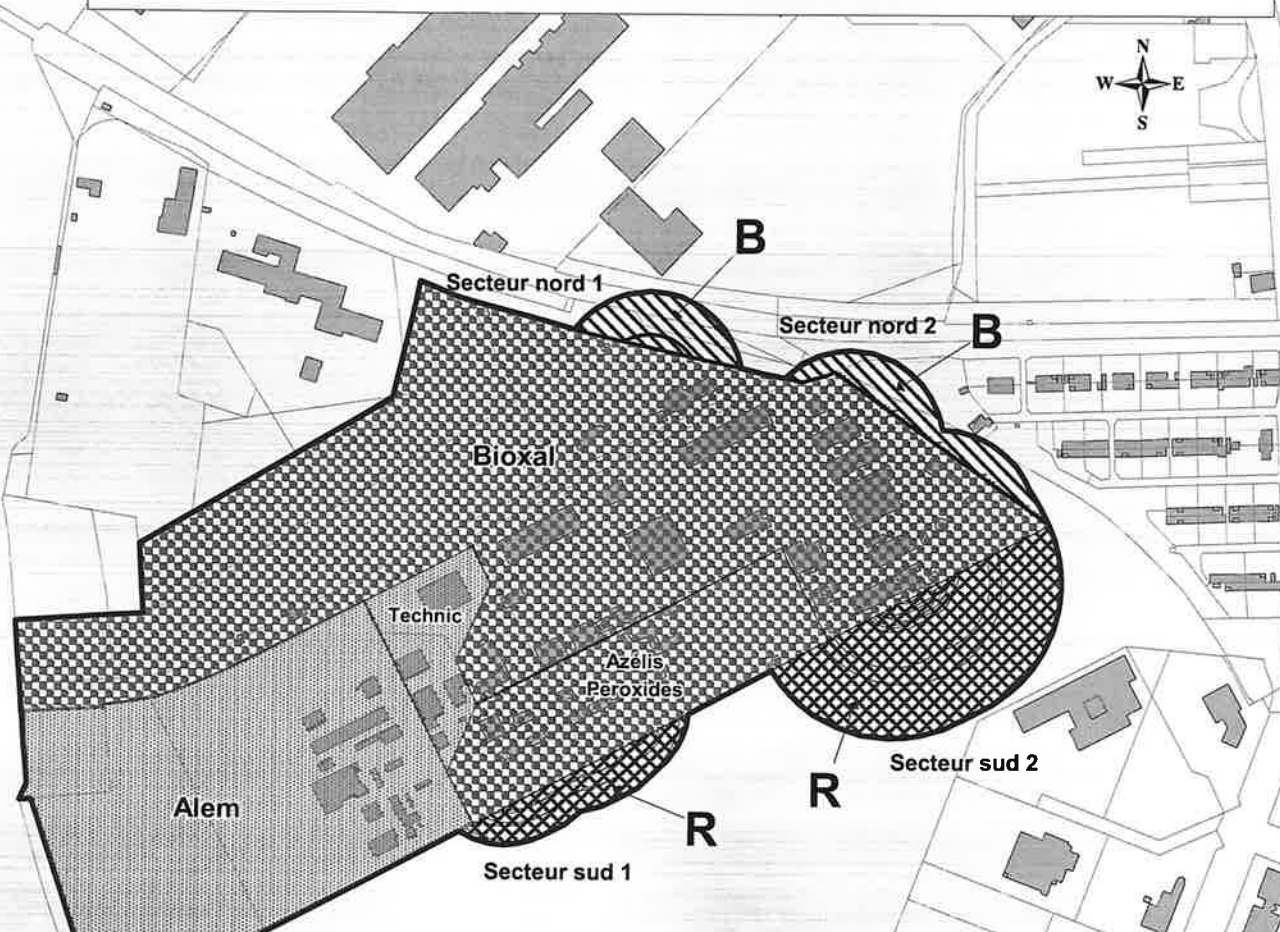 N
W E
S
B
Secteur nord 1
Secteur nord 2
B
Bioxal
Technic
Azélis
Peroxides
Secteur sud 2
R
Alem
R
Secteur sud 1